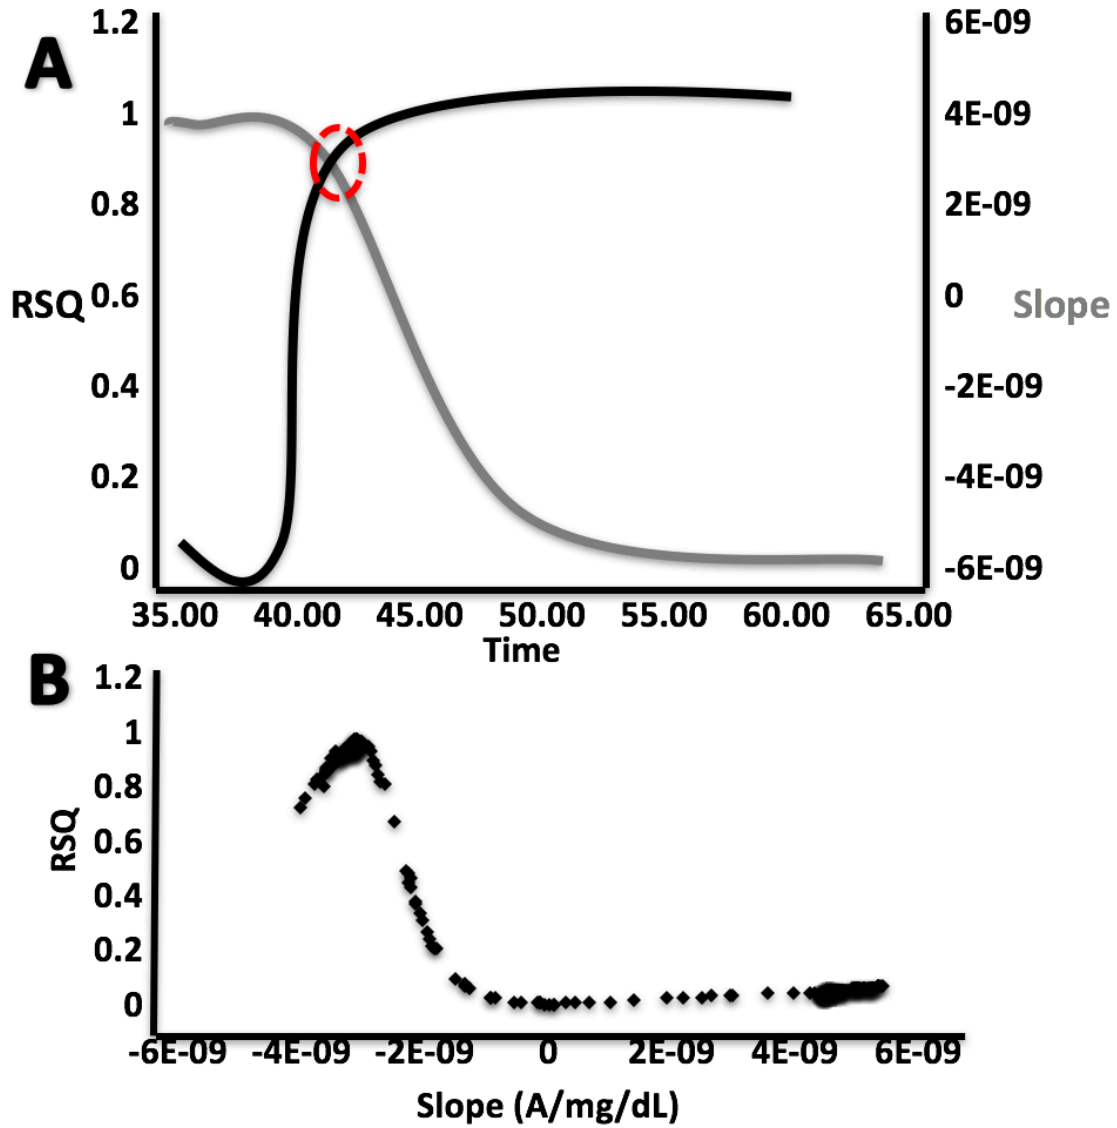 A
1.2
1
0.8
0.6
0.4
0.2
0
RSQ
6E-09
4E-09
2E-09
0
-2E-09
-4E-09
-6E-09
Slope
35.00 40.00 45.00 50.00 55.00 60.00 65.00
Time
B
1.2
1
0.8
0.6
0.4
0.2
0
RSQ
-6E-09 -4E-09 -2E-09 0 2E-09 4E-09 6E-09
Slope (A/mg/dL)